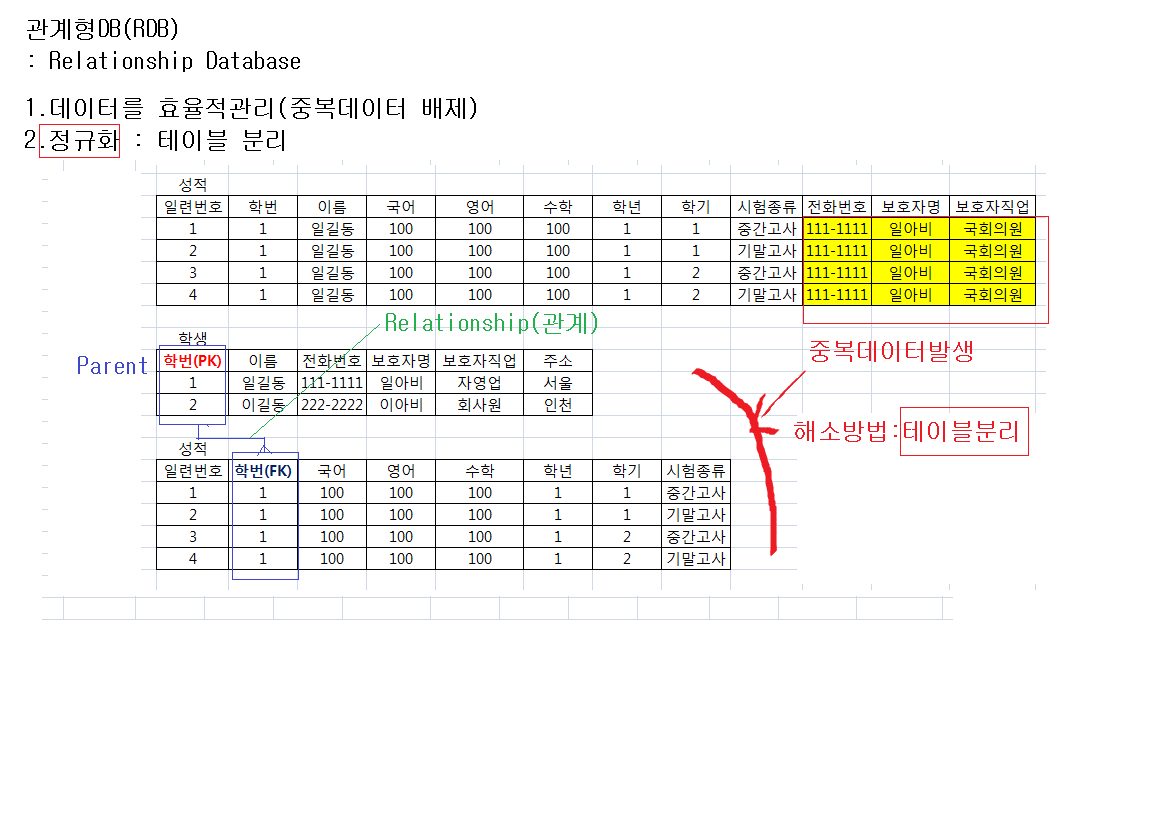 관계형DB(RDB)
: Relationship Database
1.데이터를 효율적관리(중복데이터 배제)
2.정규화 : 테이블 분리
성적
일련번호 학번 이름 국어 영어 수학 학년 학기 시험종류 전화번호 보호자명 보호자직업
1 1 일길동 100 100 100 1 1 중간고사 111-1111 일아비 국회의원
2 1 일길동 100 100 100 1 1 기말고사 111-1111 일아비 국회의원
3 1 일길동 100 100 100 1 2 중간고사 111-1111 일아비 국회의원
4 1 일길동 100 100 100 1 2 기말고사 111-1111 일아비 국회의원
Relationship(관계)
학생
Parent
학번(PK) 이름 전화번호 보호자명 보호자직업 주소
1 일길동 111-1111 일아비 자영업 서울
2 이길동 222-2222 이아비 회사원 인천
중복데이터발생
해소방법:테이블분리
성적
일련번호 학번(FK) 국어 영어 수학 학년 학기 시험종류
1 1 100 100 100 1 1 중간고사
2 1 100 100 100 1 1 기말고사
3 1 100 100 100 1 2 중간고사
4 1 100 100 100 1 2 기말고사